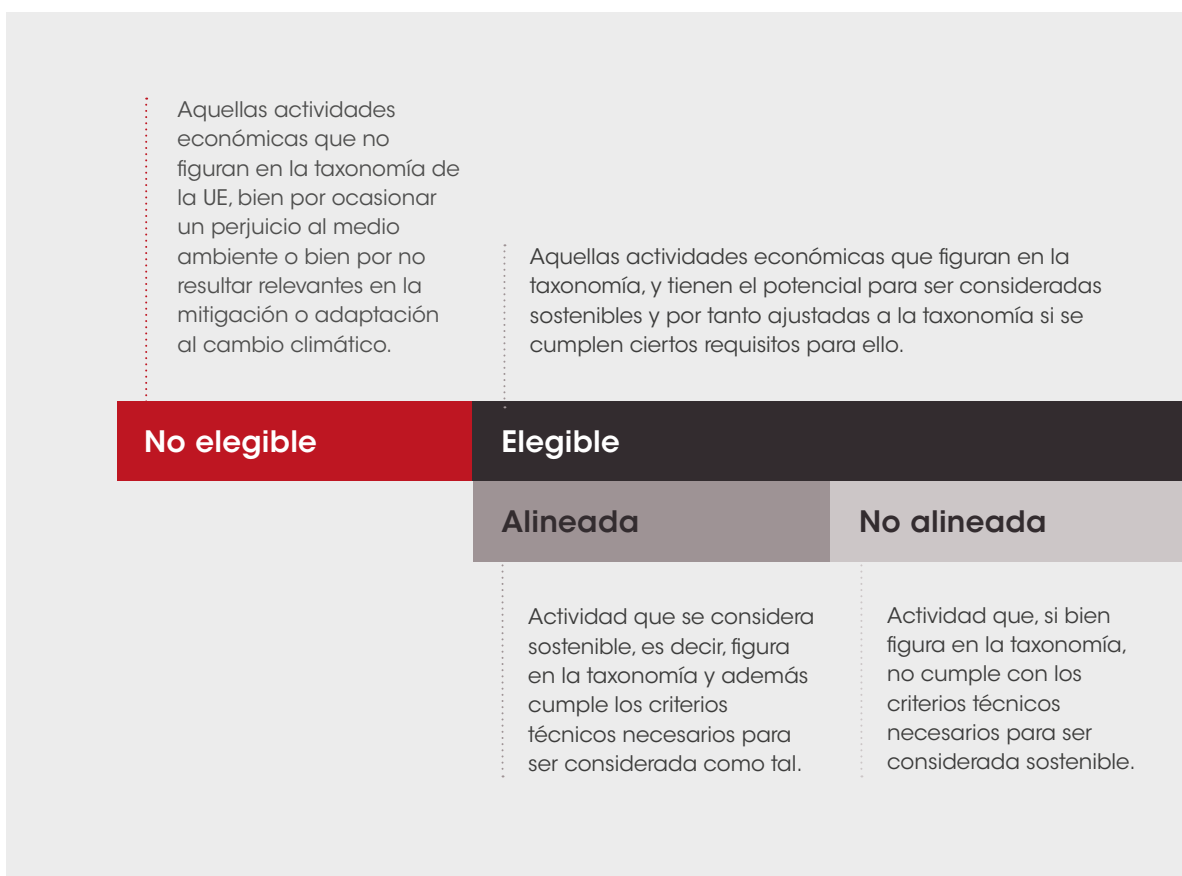 Aquellas actividades
económicas que no
figuran en la taxonomía de
la UE, bien por ocasionar
un perjuicio al medio
ambiente o bien por no
resultar relevantes en la
mitigación o adaptación
al cambio climático.
Aquellas actividades económicas que figuran en la
taxonomía, y tienen el potencial para ser consideradas
sostenibles y por tanto ajustadas a la taxonomía si se
cumplen ciertos requisitos para ello.
No elegible
Elegible
Alineada
No alineada
Actividad que se considera
sostenible, es decir, figura
en la taxonomía y además
cumple los criterios
técnicos necesarios para
ser considerada como tal.
Actividad que, si bien
figura en la taxonomía,
no cumple con los
criterios técnicos
necesarios para ser
considerada sostenible.